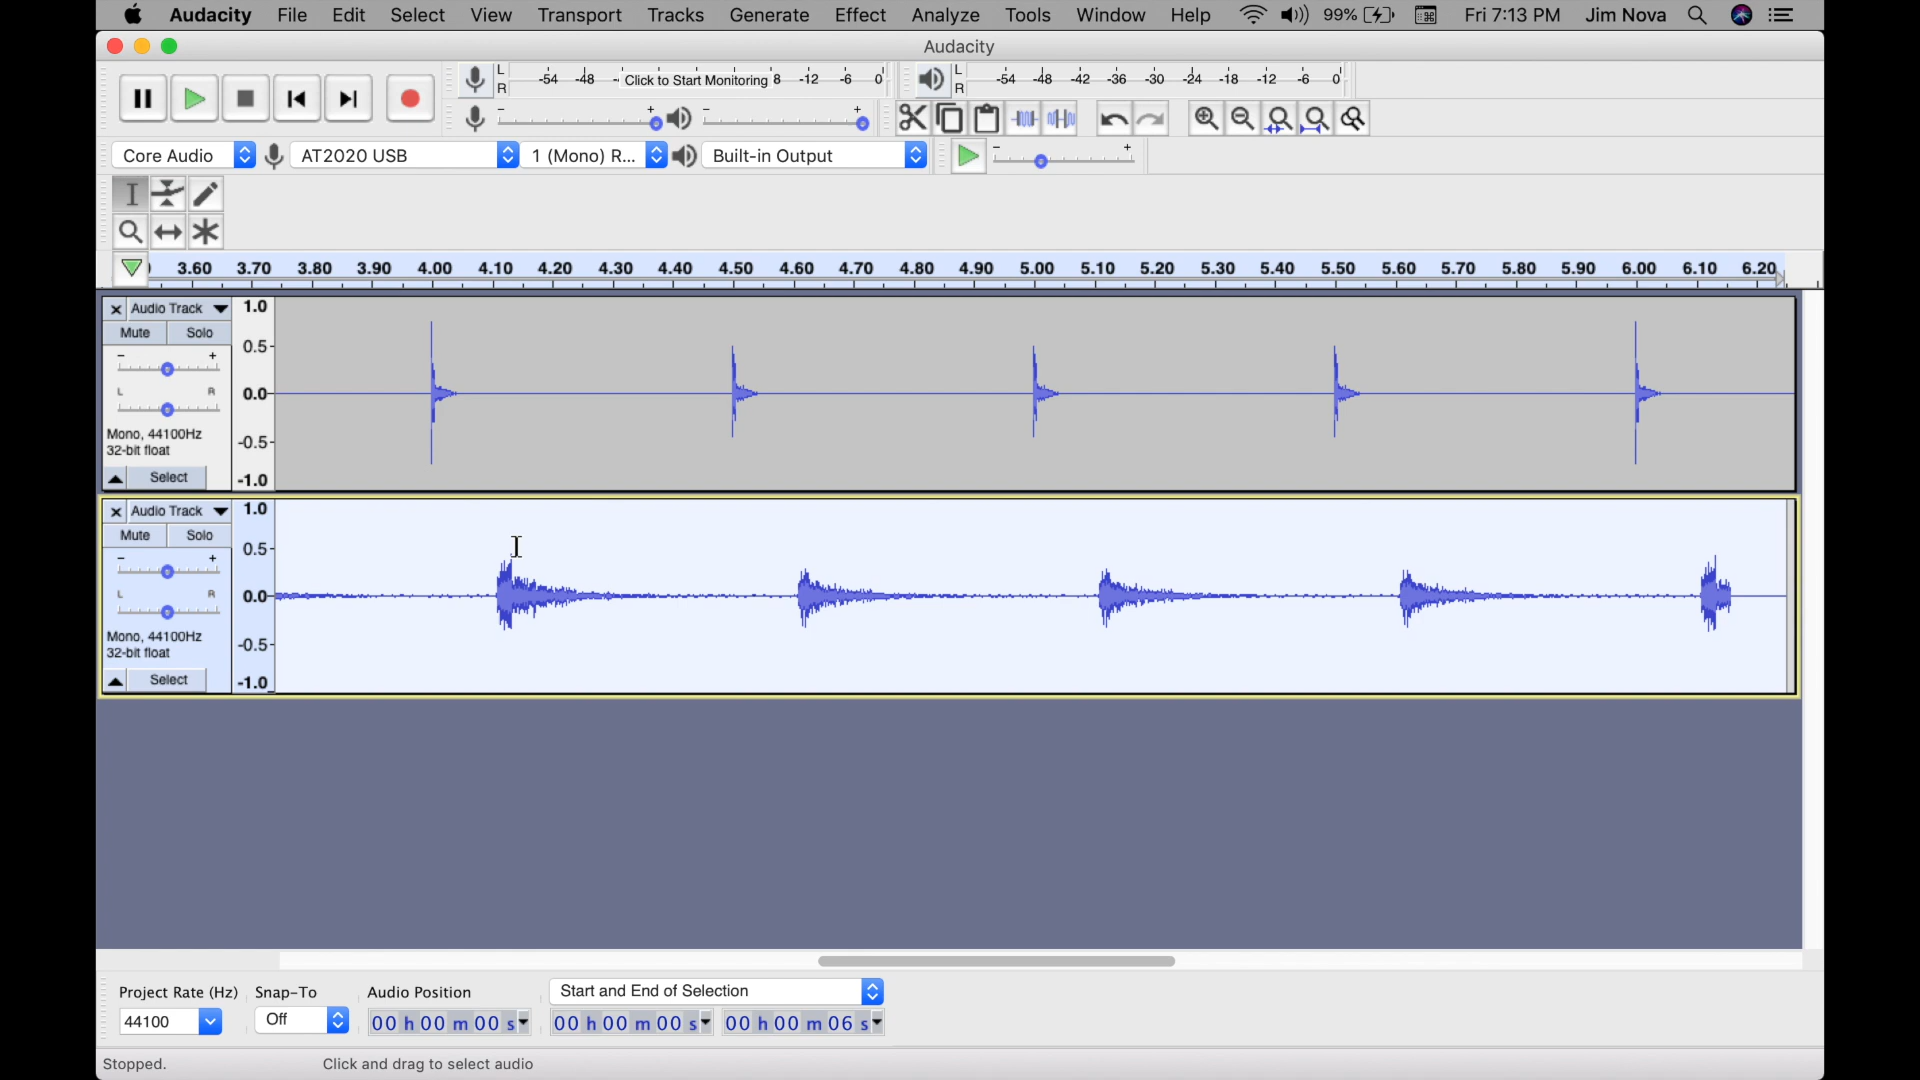 Audacity File Edit Select View Transport Tracks Generate Effect Analyze Tools Window Help 99% Fri 7:13 PM Jim Nova
Audacity
L
R
-54 -48 - Click to Start Monitoring 8 -12 -6 0
L
R
-54 -48 -42 -36 -30 -24 -18 -12 -6 0
- +
- +
Core Audio AT2020 USB 1 (Mono) R... Built-in Output - +
3.60 3.70 3.80 3.90 4.00 4.10 4.20 4.30 4.40 4.50 4.60 4.70 4.80 4.90 5.00 5.10 5.20 5.30 5.40 5.50 5.60 5.70 5.80 5.90 6.00 6.10 6.20
× Audio Track 1.0
Mute Solo
0.5
- +
L R 0.0
Mono, 44100Hz -0.5
32-bit float
Select -1.0
× Audio Track 1.0
Mute Solo
0.5
- +
L R 0.0
Mono, 44100Hz -0.5
32-bit float
Select -1.0
Project Rate (Hz) Snap-To Audio Position Start and End of Selection
44100 Off 00 h 00 m 00 s 00 h 00 m 00 s 00 h 00 m 06 s
Stopped. Click and drag to select audio